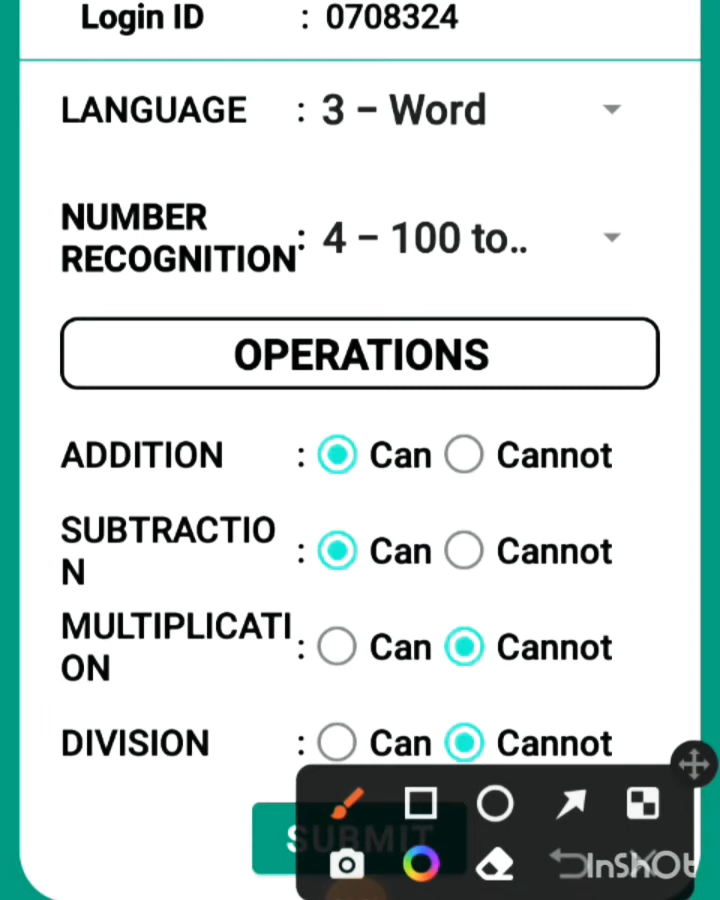 Login ID : 0708324
LANGUAGE : 3 – Word
NUMBER
RECOGNITION : 4 – 100 to..
OPERATIONS
ADDITION : Can Cannot
SUBTRACTIO
N : Can Cannot
MULTIPLICATI
ON : Can Cannot
DIVISION : Can Cannot
SUBMIT
InShOt